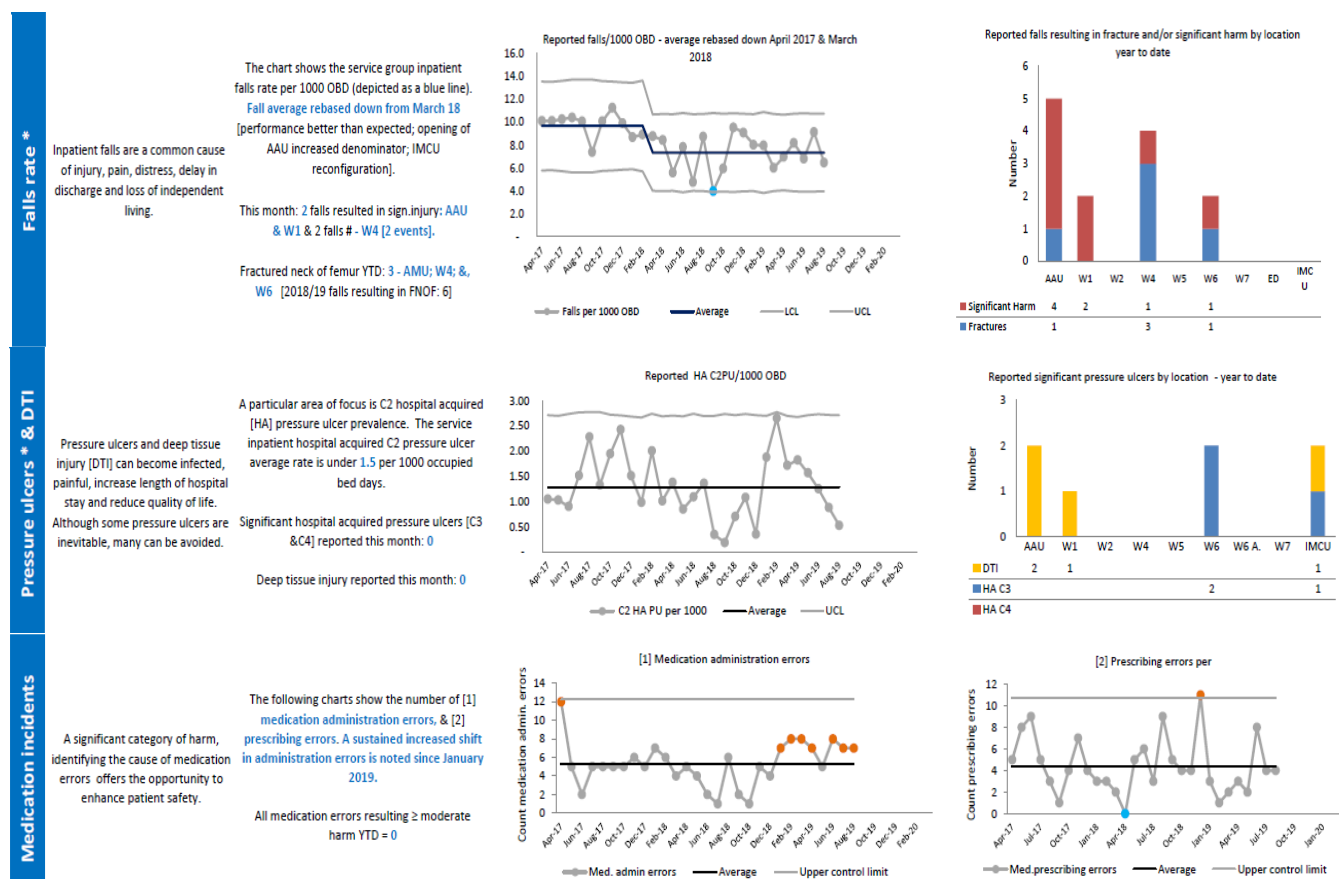 Falls rate *
Inpatient falls are a common cause
of injury, pain, distress, delay in
discharge and loss of independent
living.
The chart shows the service group inpatient
falls rate per 1000 OBD (depicted as a blue line).
Fall average rebased down from March 18
[performance better than expected; opening of
AAU increased denominator; IMCU
reconfiguration].
This month: 2 falls resulted in sign.injury: AAU
& W1 & 2 falls # - W4 [2 events].
Fractured neck of femur YTD: 3 - AMU; W4; &,
W6 [2018/19 falls resulting in FNOF: 6]
Reported falls/1000 OBD - average rebased down April 2017 & March
2018
16.0
14.0
12.0
10.0
8.0
6.0
4.0
2.0
-
Apr-17 Jun-17 Aug-17 Oct-17 Dec-17 Feb-18 Apr-18 Jun-18 Aug-18 Oct-18 Dec-18 Feb-19 Apr-19 Jun-19 Aug-19 Oct-19 Dec-19 Feb-20
Falls per 1000 OBD Average LCL UCL
Reported falls resulting in fracture and/or significant harm by location
year to date
Number
6
5
4
3
2
1
0
AAU W1 W2 W4 W5 W6 W7 ED IMC
U
Significant Harm 4 2 1 1
Fractures 1 3 1
Pressure ulcers * & DTI
Pressure ulcers and deep tissue
injury [DTI] can become infected,
painful, increase length of hospital
stay and reduce quality of life.
Although some pressure ulcers are
inevitable, many can be avoided.
A particular area of focus is C2 hospital acquired
[HA] pressure ulcer prevalence. The service
inpatient hospital acquired C2 pressure ulcer
average rate is under 1.5 per 1000 occupied
bed days.
Significant hospital acquired pressure ulcers [C3
&C4] reported this month: 0
Deep tissue injury reported this month: 0
Reported HA C2PU/1000 OBD
3.00
2.50
2.00
1.50
1.00
0.50
-
Apr-17 Jun-17 Aug-17 Oct-17 Dec-17 Feb-18 Apr-18 Jun-18 Aug-18 Oct-18 Dec-18 Feb-19 Apr-19 Jun-19 Aug-19 Oct-19 Dec-19 Feb-20
C2 HA PU per 1000 Average UCL
Reported significant pressure ulcers by location - year to date
Number
3
2
1
0
AAU W1 W2 W4 W5 W6 W6 A. W7 IMCU
DTI 2 1 1
HA C3 2 1
HA C4
Medication incidents
A significant category of harm,
identifying the cause of medication
errors offers the opportunity to
enhance patient safety.
The following charts show the number of [1]
medication administration errors, & [2]
prescribing errors. A sustained increased shift
in administration errors is noted since January
2019.
All medication errors resulting ≥ moderate
harm YTD = 0
[1] Medication administration errors
Count medication admin. errors
14
12
10
8
6
4
2
0
Apr-17 Jun-17 Aug-17 Oct-17 Dec-17 Feb-18 Apr-18 Jun-18 Aug-18 Oct-18 Dec-18 Feb-19 Apr-19 Jun-19 Aug-19 Oct-19 Dec-19 Feb-20
Med. admin errors Average Upper control limit
[2] Prescribing errors per
Count prescribing errors
12
10
8
6
4
2
0
Apr-17 Jul-17 Oct-17 Jan-18 Apr-18 Jul-18 Oct-18 Jan-19 Apr-19 Jul-19 Oct-19 Jan-20
Med.prescribing errors Average Upper control limit